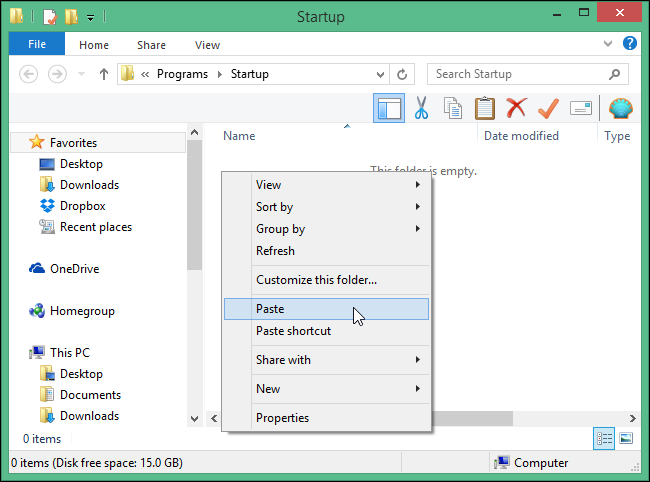 Startup
File Home Share View
« Programs Startup
Search Startup
Name Date modified Type
This folder is empty.
Favorites
Desktop
Downloads
Dropbox
Recent places
OneDrive
Homegroup
This PC
Desktop
Documents
Downloads
View
Sort by
Group by
Refresh
Customize this folder...
Paste
Paste shortcut
Share with
New
Properties
0 items
0 items (Disk free space: 15.0 GB)
Computer